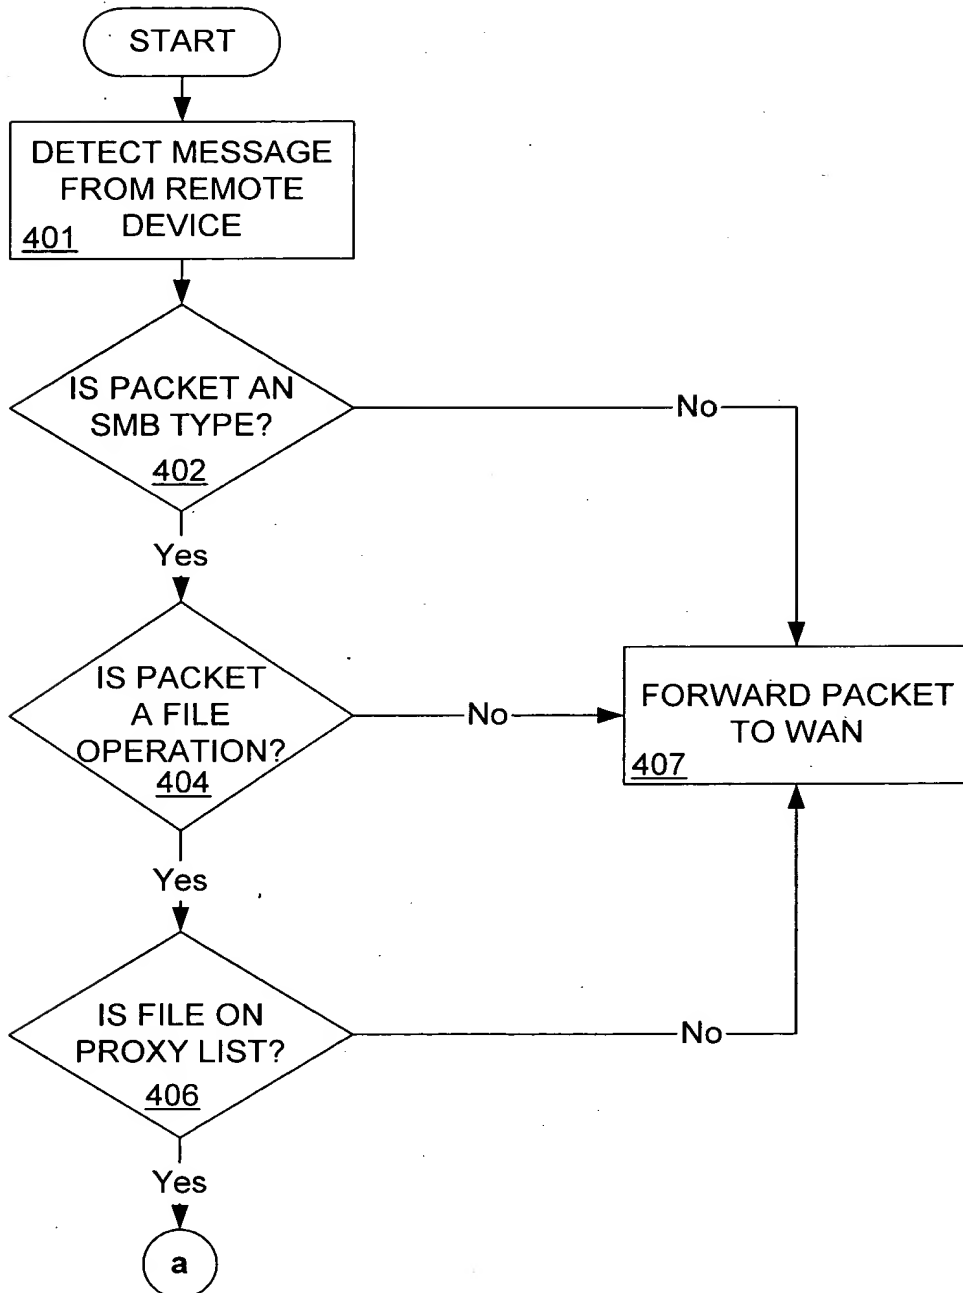 START
DETECT MESSAGE
FROM REMOTE
DEVICE
401
IS PACKET AN
SMB TYPE?
402
No
Yes
IS PACKET
A FILE
OPERATION?
404
No
FORWARD PACKET
TO WAN
407
Yes
IS FILE ON
PROXY LIST?
406
No
Yes
a